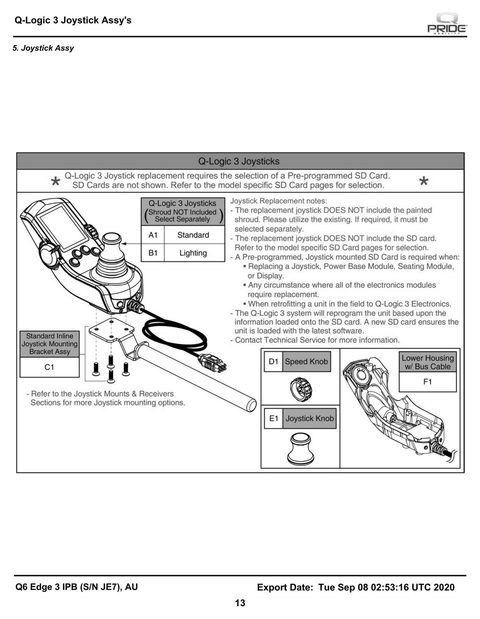 Q-Logic 3 Joystick Assy's
PRIDE
5. Joystick Assy
Q-Logic 3 Joysticks
* Q-Logic 3 Joystick replacement requires the selection of a Pre-programmed SD Card. *
SD Cards are not shown. Refer to the model specific SD Card pages for selection.
Q-Logic 3 Joysticks
(Shroud NOT Included
Select Separately)
A1 Standard
B1 Lighting
Joystick Replacement notes:
- The replacement joystick DOES NOT include the painted
shroud. Please utilize the existing. If required, it must be
selected separately.
- The replacement joystick DOES NOT include the SD card.
Refer to the model specific SD Card pages for selection.
- A Pre-programmed, Joystick mounted SD Card is required when:
▪ Replacing a Joystick, Power Base Module, Seating Module,
or Display.
▪ Any circumstance where all of the electronics modules
require replacement.
▪ When retrofitting a unit in the field to Q-Logic 3 Electronics.
- The Q-Logic 3 system will reprogram the unit based upon the
information loaded onto the SD card. A new SD card ensures the
unit is loaded with the latest software.
- Contact Technical Service for more information.
Standard Inline
Joystick Mounting
Bracket Assy
C1
- Refer to the Joystick Mounts & Receivers
Sections for more Joystick mounting options.
D1 Speed Knob
E1 Joystick Knob
Lower Housing
w/ Bus Cable
F1
Q6 Edge 3 IPB (S/N JE7), AU
Export Date: Tue Sep 08 02:53:16 UTC 2020
13